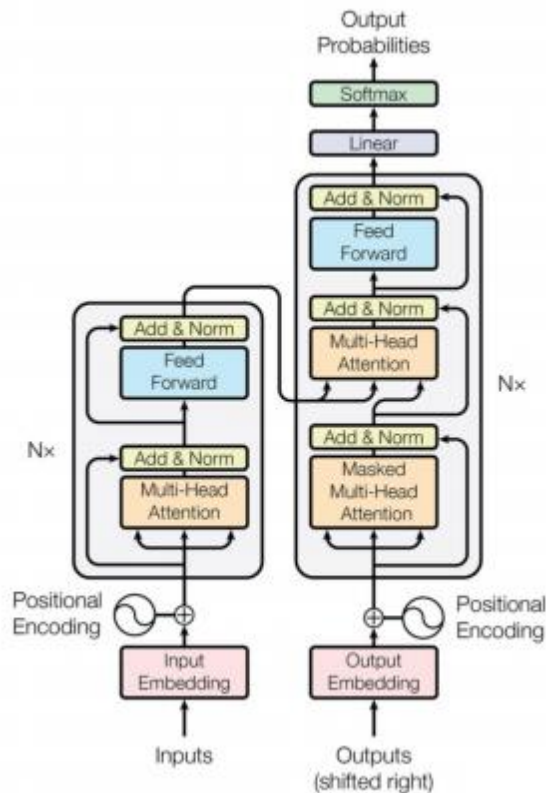 Output
Probabilities
Softmax
Linear
Add & Norm
Feed
Forward
Add & Norm
Multi-Head
Attention
Add & Norm
Masked
Multi-Head
Attention
Nx
Add & Norm
Feed
Forward
Add & Norm
Multi-Head
Attention
Nx
Positional
Encoding
Positional
Encoding
Input
Embedding
Output
Embedding
Inputs
Outputs
(shifted right)